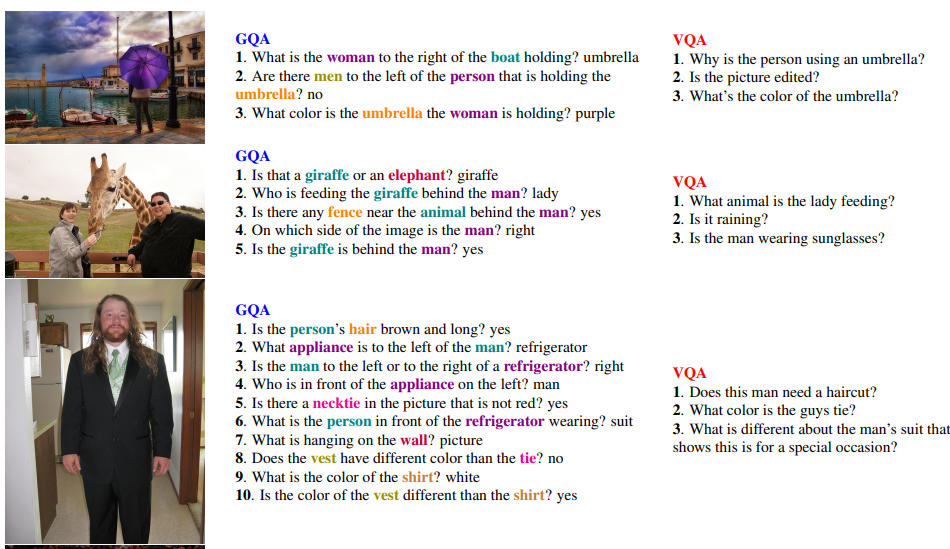 GQA
1. What is the woman to the right of the boat holding? umbrella
2. Are there men to the left of the person that is holding the
umbrella? no
3. What color is the umbrella the woman is holding? purple
VQA
1. Why is the person using an umbrella?
2. Is the picture edited?
3. What's the color of the umbrella?
GQA
1. Is that a giraffe or an elephant? giraffe
2. Who is feeding the giraffe behind the man? lady
3. Is there any fence near the animal behind the man? yes
4. On which side of the image is the man? right
5. Is the giraffe is behind the man? yes
VQA
1. What animal is the lady feeding?
2. Is it raining?
3. Is the man wearing sunglasses?
GQA
1. Is the person's hair brown and long? yes
2. What appliance is to the left of the man? refrigerator
3. Is the man to the left or to the right of a refrigerator? right
4. Who is in front of the appliance on the left? man
5. Is there a necktie in the picture that is not red? yes
6. What is the person in front of the refrigerator wearing? suit
7. What is hanging on the wall? picture
8. Does the vest have different color than the tie? no
9. What is the color of the shirt? white
10. Is the color of the vest different than the shirt? yes
VQA
1. Does this man need a haircut?
2. What color is the guys tie?
3. What is different about the man's suit that
shows this is for a special occasion?